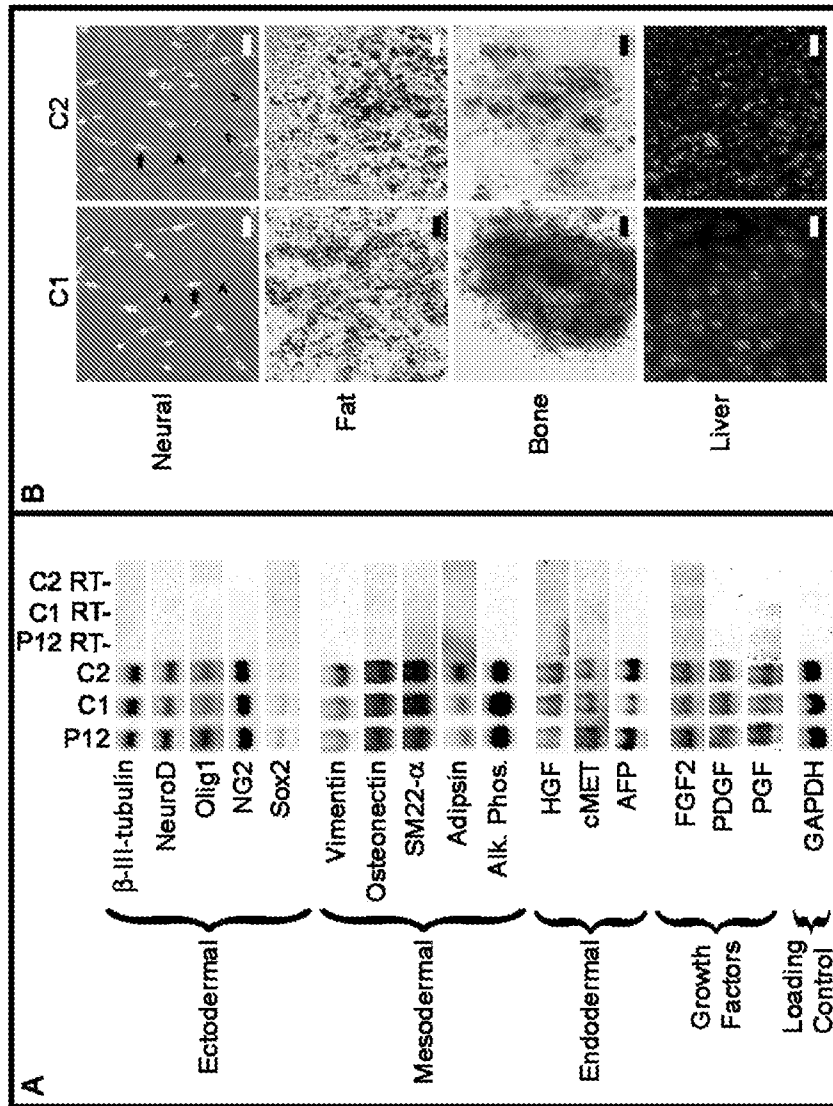 A
P12
C1
C2
P12 RT-
C1 RT-
C2 RT-
Ectodermal
β-III-tubulin
NeuroD
Olig1
NG2
Sox2
Mesodermal
Vimentin
Osteonectin
SM22-α
Adipsin
Alk. Phos.
Endodermal
HGF
cMET
AFP
Growth
Factors
FGF2
PDGF
PGF
Loading
Control
GAPDH
B
C1
C2
Neural
Fat
Bone
Liver